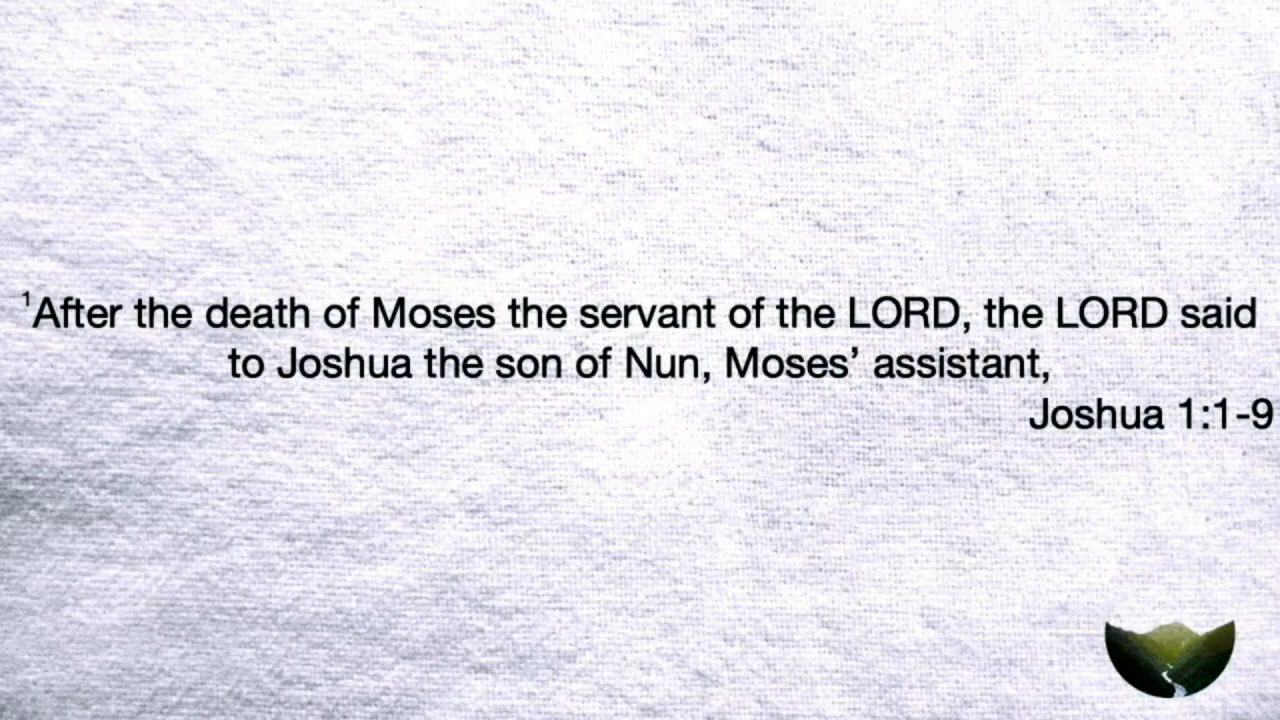 ¹After the death of Moses the servant of the LORD, the LORD said
to Joshua the son of Nun, Moses’ assistant,
Joshua 1:1-9